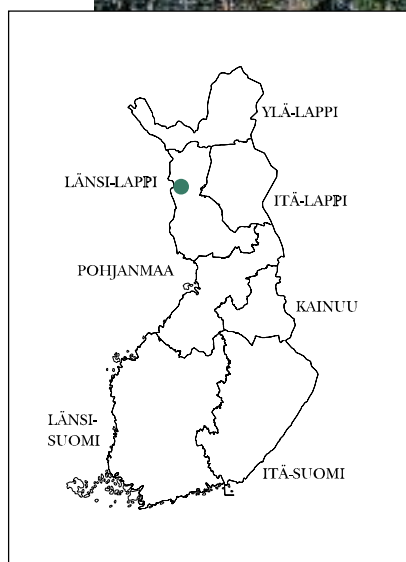 YLÄ-LAPPI
LÄNSI-LAPPI
ITÄ-LAPPI
POHJANMAA
KAINUU
LÄNSI-
SUOMI
ITÄ-SUOMI